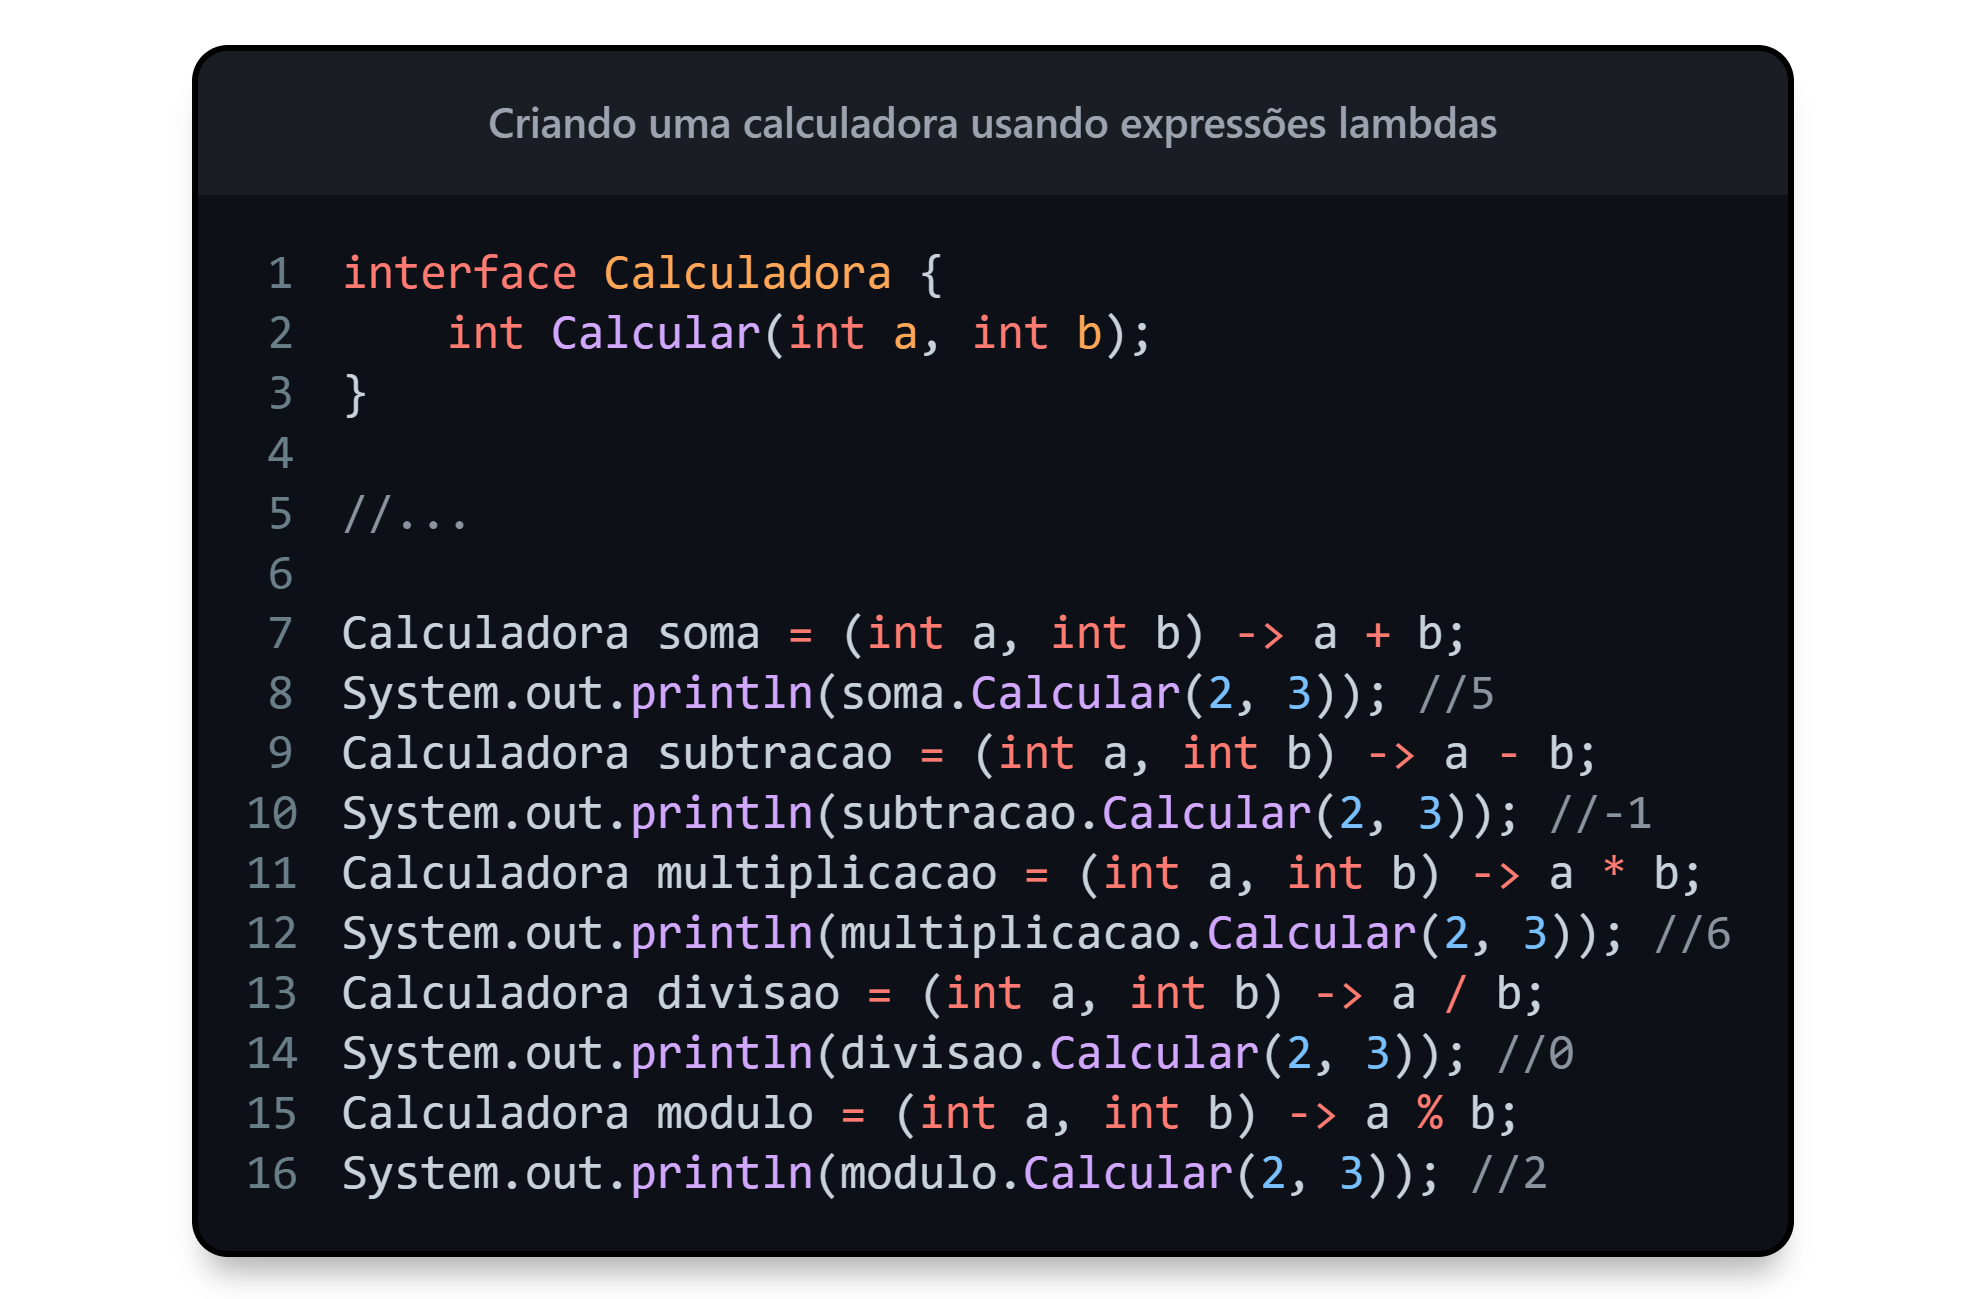 Criando uma calculadora usando expressões lambdas
1 interface Calculadora {
2     int Calcular(int a, int b);
3 }
4
5 //...
6
7 Calculadora soma = (int a, int b) -> a + b;
8 System.out.println(soma.Calcular(2, 3)); //5
9 Calculadora subtracao = (int a, int b) -> a - b;
10 System.out.println(subtracao.Calcular(2, 3)); //-1
11 Calculadora multiplicacao = (int a, int b) -> a * b;
12 System.out.println(multiplicacao.Calcular(2, 3)); //6
13 Calculadora divisao = (int a, int b) -> a / b;
14 System.out.println(divisao.Calcular(2, 3)); //0
15 Calculadora modulo = (int a, int b) -> a % b;
16 System.out.println(modulo.Calcular(2, 3)); //2